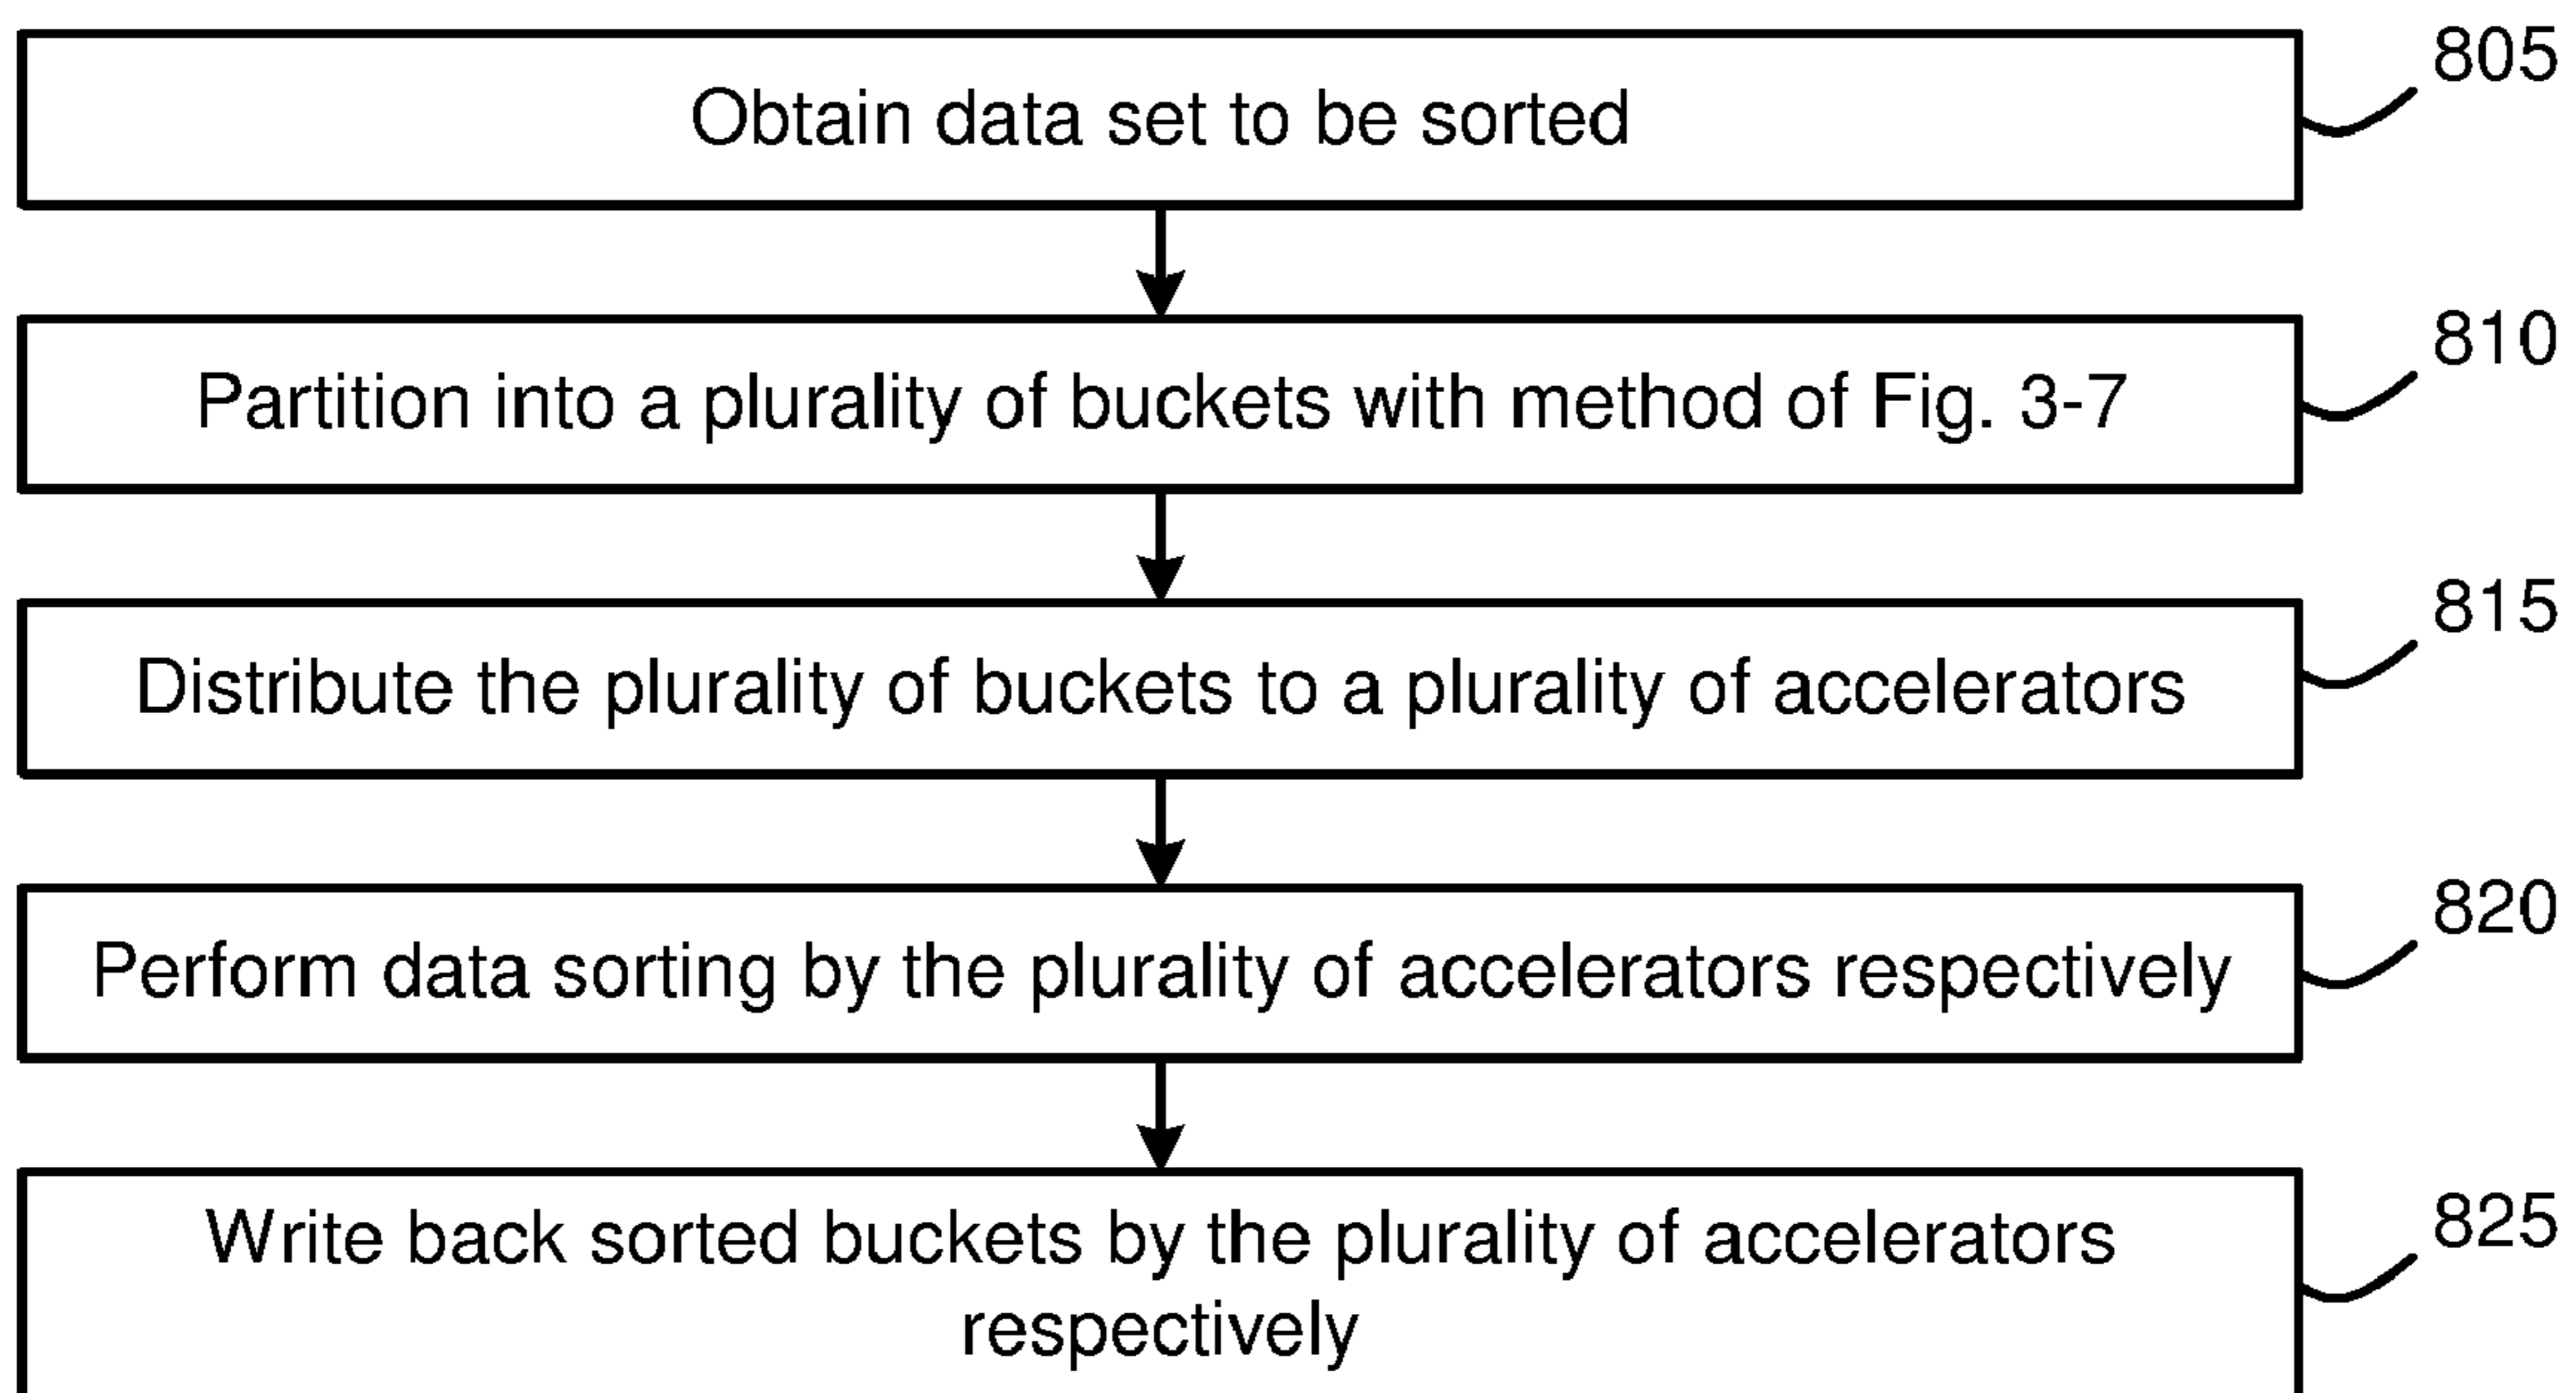 Obtain data set to be sorted
805
Partition into a plurality of buckets with method of Fig. 3-7
810
Distribute the plurality of buckets to a plurality of accelerators
815
Perform data sorting by the plurality of accelerators respectively
820
Write back sorted buckets by the plurality of accelerators
respectively
825